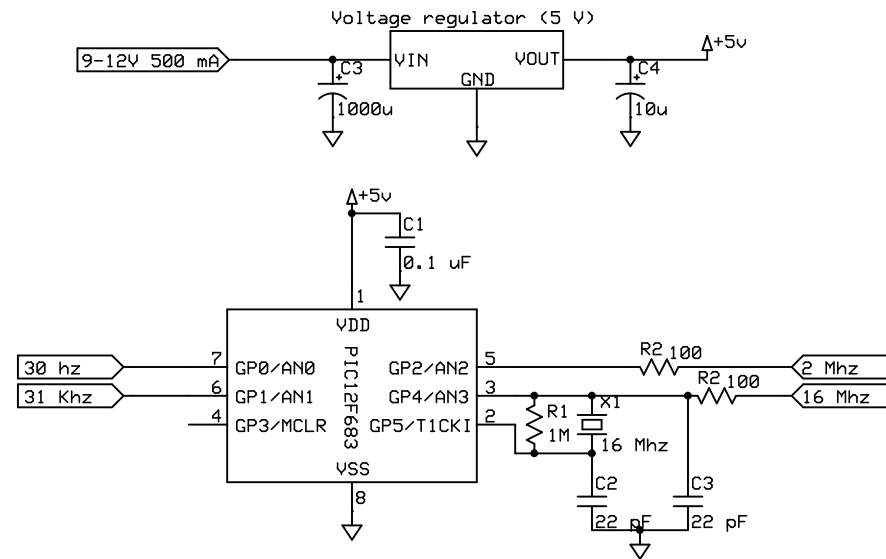 Voltage regulator (5 V)
9-12V 500 mA
C3
1000u
VIN
VOUT
GND
C4
10u
+5v
+5v
C1
0.1 uF
1
VDD
30 hz
7
GP0/AN0
31 Khz
6
GP1/AN1
4
GP3/MCLR
PIC12F683
GP2/AN2
5
R2 100
2 Mhz
GP4/AN3
3
R2 100
16 Mhz
GP5/T1CKI
2
R1
1M
X1
16 Mhz
VSS
8
C2
22 pF
C3
22 pF